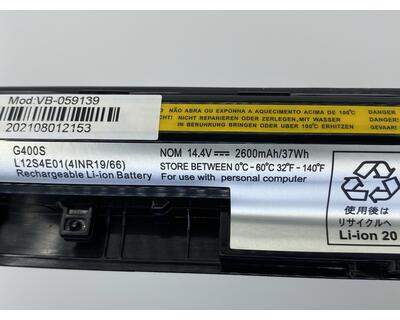 NÃO ABRA OU EXPONHA A AQUECIMENTO ACIMA DE 100°C
NICHT REPARIEREN ODER ZERLEGEN, MIT WASSER
IN BERÜHRUNG BRINGEN ODER ÜBER 100°C ERHITZEN
Mod:VB-059139
202108012153
G400S
L12S4E01(4INR19/66)
Rechargeable Li-ion Battery
NOM 14.4V 2600mAh/37Wh
STORE BETWEEN 0°C - 60°C 32°F - 140°F
For use with personal computer
使用後は
リサイクルへ
Li-ion 20